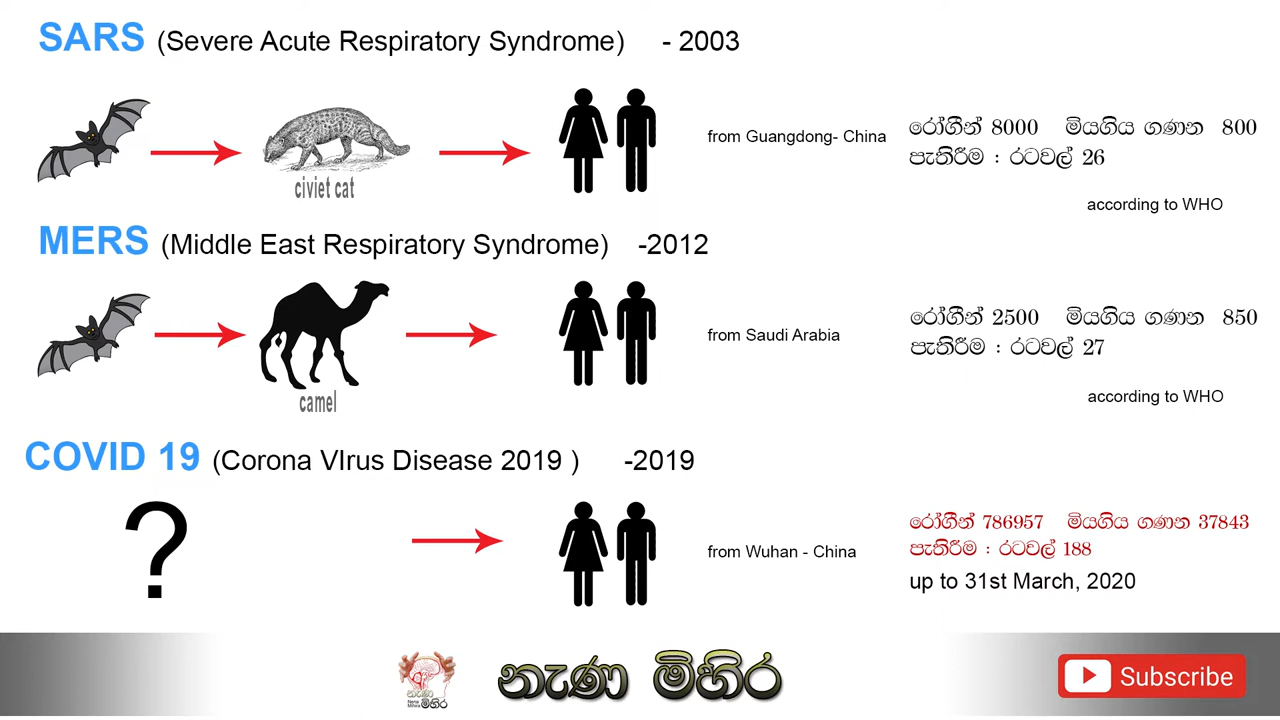 SARS (Severe Acute Respiratory Syndrome) - 2003
from Guangdong- China
රෝගීන් 8000 මියගිය ගණන 800
පැතිරීම : රටවල් 26
civiet cat
according to WHO
MERS (Middle East Respiratory Syndrome) -2012
from Saudi Arabia
රෝගීන් 2500 මියගිය ගණන 850
පැතිරීම : රටවල් 27
camel
according to WHO
COVID 19 (Corona VIrus Disease 2019 ) -2019
?
from Wuhan - China
රෝගීන් 786957 මියගිය ගණන 37843
පැතිරීම : රටවල් 188
up to 31st March, 2020
නැණ මිහිර
නැණ
Nena Mihira මිහිර
Subscribe